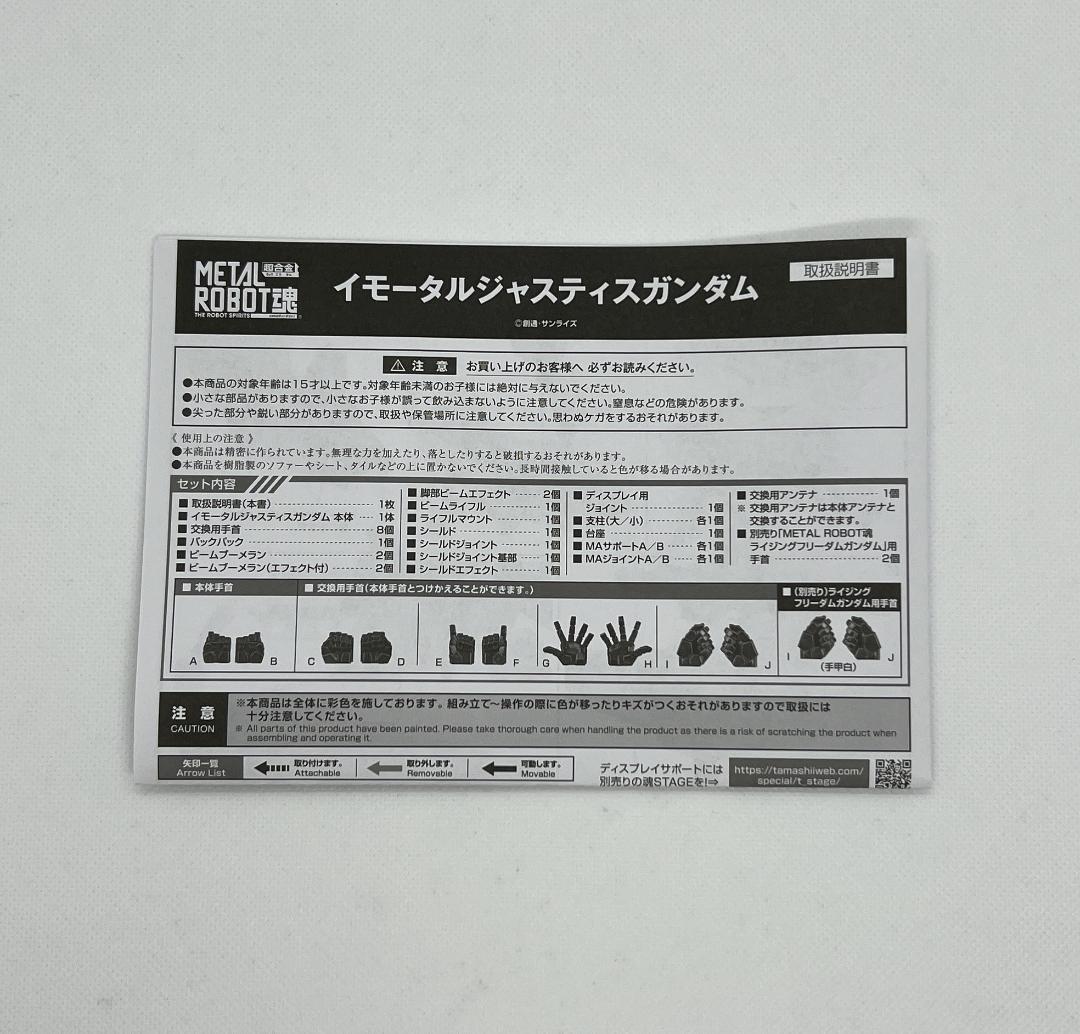 METAL
ROBOT魂
超合金
THE ROBOT SPIRITS
イモータルジャスティスガンダム
取扱説明書
©創通・サンライズ
⚠ 注 意 お買い上げのお客様へ 必ずお読みください。
●本商品の対象年齢は15才以上です。対象年齢未満のお子様には絶対に与えないでください。
●小さな部品がありますので、小さなお子様が誤って飲み込まないように注意してください。窒息などの危険があります。
●尖った部分や鋭い部分がありますので、取扱や保管場所に注意してください。思わぬケガをするおそれがあります。
《 使用上の注意 》
●本商品は精密に作られています。無理な力を加えたり、落としたりすると破損するおそれがあります。
●本商品を樹脂製のソファーやシート、タイルなどの上に置かないでください。長時間接触していると色が移る場合があります。
セット内容
■ 取扱説明書(本書) 1枚
■ イモータルジャスティスガンダム 本体 1体
■ 交換用手首 8個
■ バックパック 1個
■ ビームブーメラン 2個
■ ビームブーメラン(エフェクト付) 2個
■ 脚部ビームエフェクト 2個
■ ビームライフル 1個
■ ライフルマウント 1個
■ シールド 1個
■ シールドジョイント 1個
■ シールドジョイント基部 1個
■ シールドエフェクト 1個
■ ディスプレイ用
ジョイント 1個
■ 支柱(大/小) 各1個
■ 台座 1個
■ MAサポートA/B 各1個
■ MAジョイントA/B 各1個
■ 交換用アンテナ 1個
※ 交換用アンテナは本体アンテナと
交換することができます。
■ 別売り「METAL ROBOT魂
ライジングフリーダムガンダム」用
手首 2個
■ 本体手首
■ 交換用手首(本体手首とつけかえることができます。)
■ (別売り)ライジング
フリーダムガンダム用手首
A B C D E F G H I J I J
(手甲白)
注 意
CAUTION
※本商品は全体に彩色を施しております。組み立て〜操作の際に色が移ったりキズがつくおそれがありますので取扱には
十分注意してください。
※ All parts of this product have been painted. Please take thorough care when handling the product as there is a risk of scratching the product when
assembling and operating it.
矢印一覧
Arrow List
取り付けます。
Attachable
取り外します。
Removable
可動します。
Movable
ディスプレイサポートには
別売りの魂STAGEを!⇒
https://tamashiiweb.com/
special/t_stage/